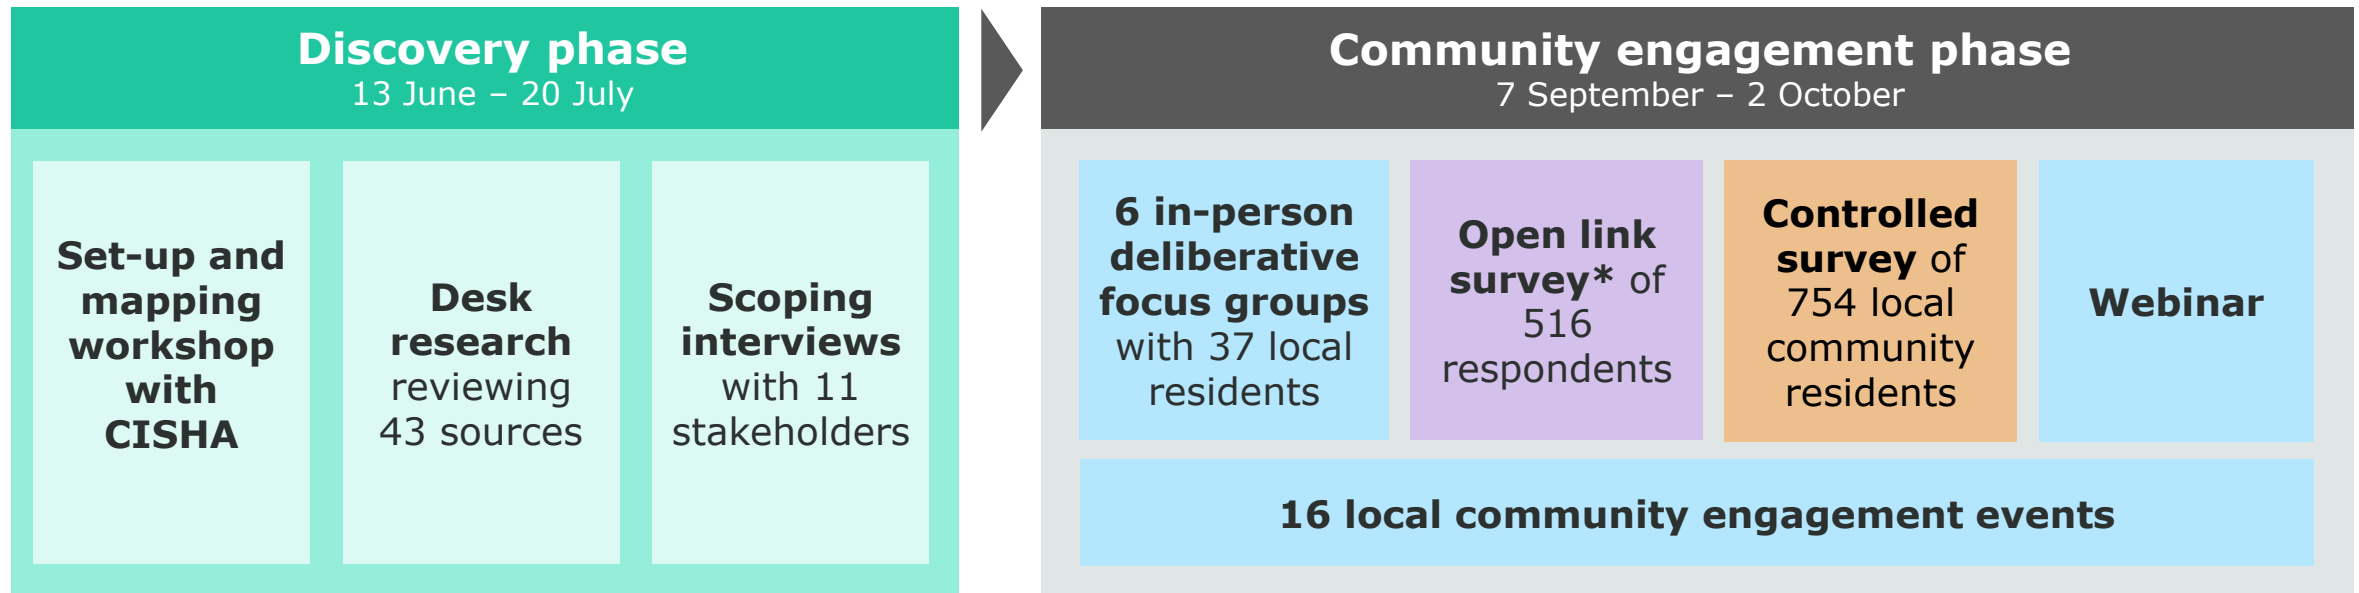 Discovery phase
13 June – 20 July
Set-up and
mapping
workshop
with
CISHA
Desk
research
reviewing
43 sources
Scoping
interviews
with 11
stakeholders
Community engagement phase
7 September – 2 October
6 in-person
deliberative
focus groups
with 37 local
residents
Open link
survey* of
516
respondents
Controlled
survey of
754 local
community
residents
Webinar
16 local community engagement events